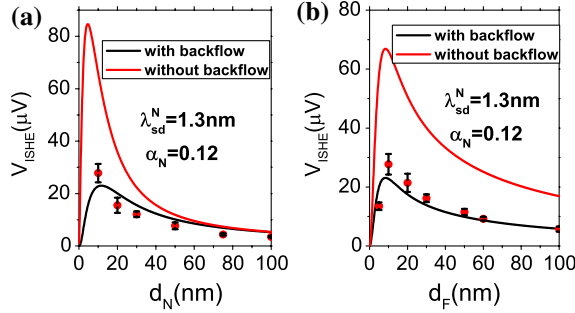 (a)
80
60
40
20
0
V_ISHE(μV)
with backflow
without backflow
λ^N_sd=1.3nm
α_N=0.12
0 20 40 60 80 100
d_N(nm)
(b)
80
60
40
20
0
V_ISHE(μV)
with backflow
without backflow
λ^N_sd=1.3nm
α_N=0.12
0 20 40 60 80 100
d_F(nm)